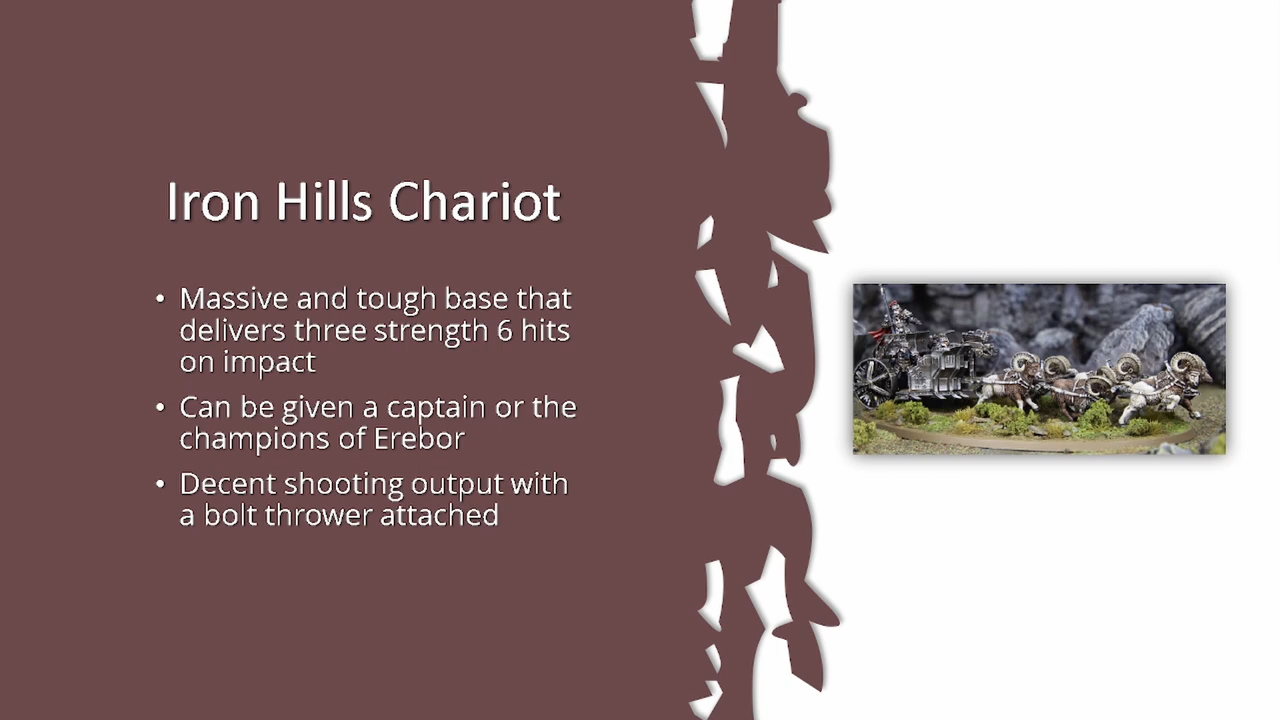 Iron Hills Chariot
• Massive and tough base that
delivers three strength 6 hits
on impact
• Can be given a captain or the
champions of Erebor
• Decent shooting output with
a bolt thrower attached